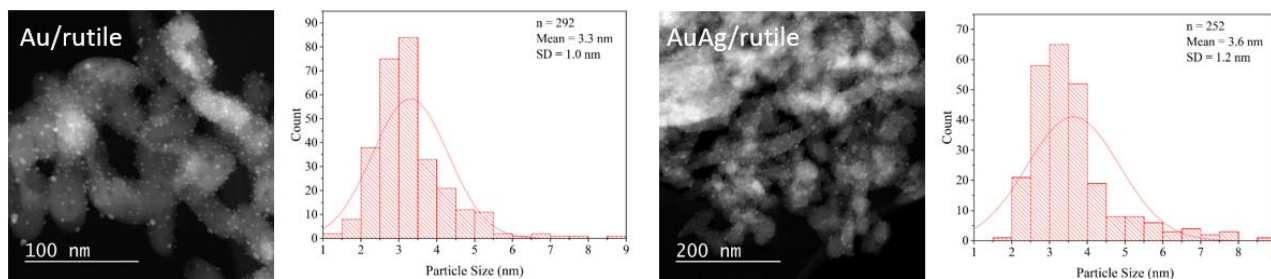 Au/rutile
100 nm
n = 292
Mean = 3.3 nm
SD = 1.0 nm
90
80
70
60
50
40
30
20
10
0
Count
1 2 3 4 5 6 7 8 9
Particle Size (nm)
AuAg/rutile
200 nm
n = 252
Mean = 3.6 nm
SD = 1.2 nm
70
60
50
40
30
20
10
0
Count
1 2 3 4 5 6 7 8
Particle Size (nm)